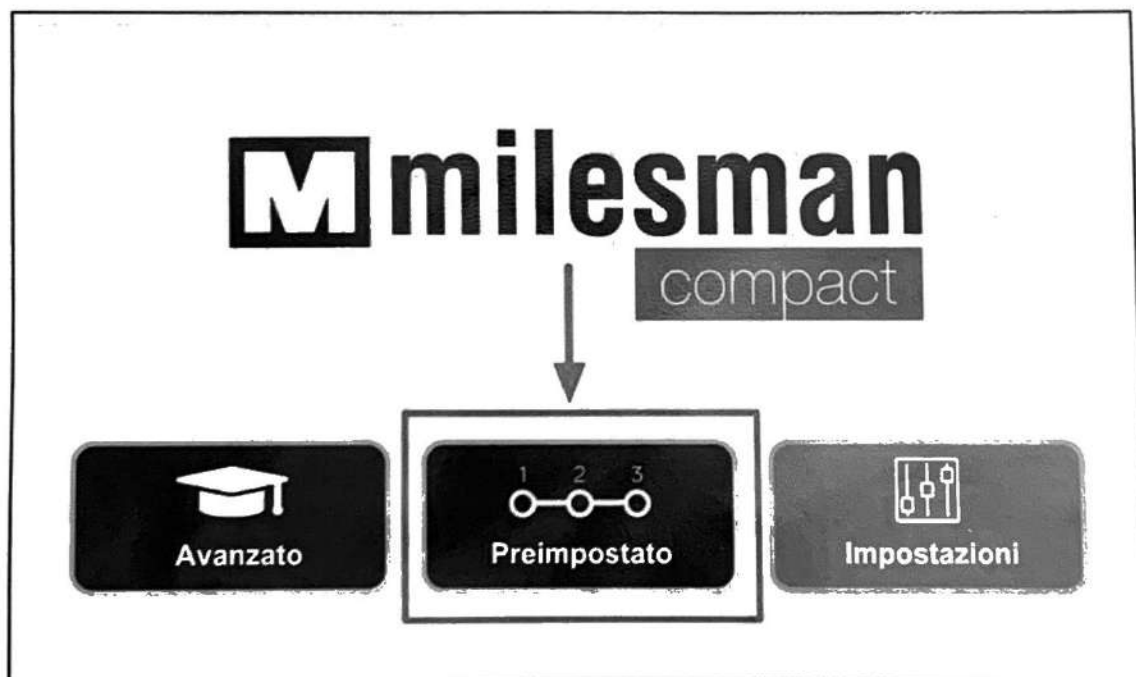 M milesman
compact
1 2 3
Avanzato
Preimpostato
Impostazioni